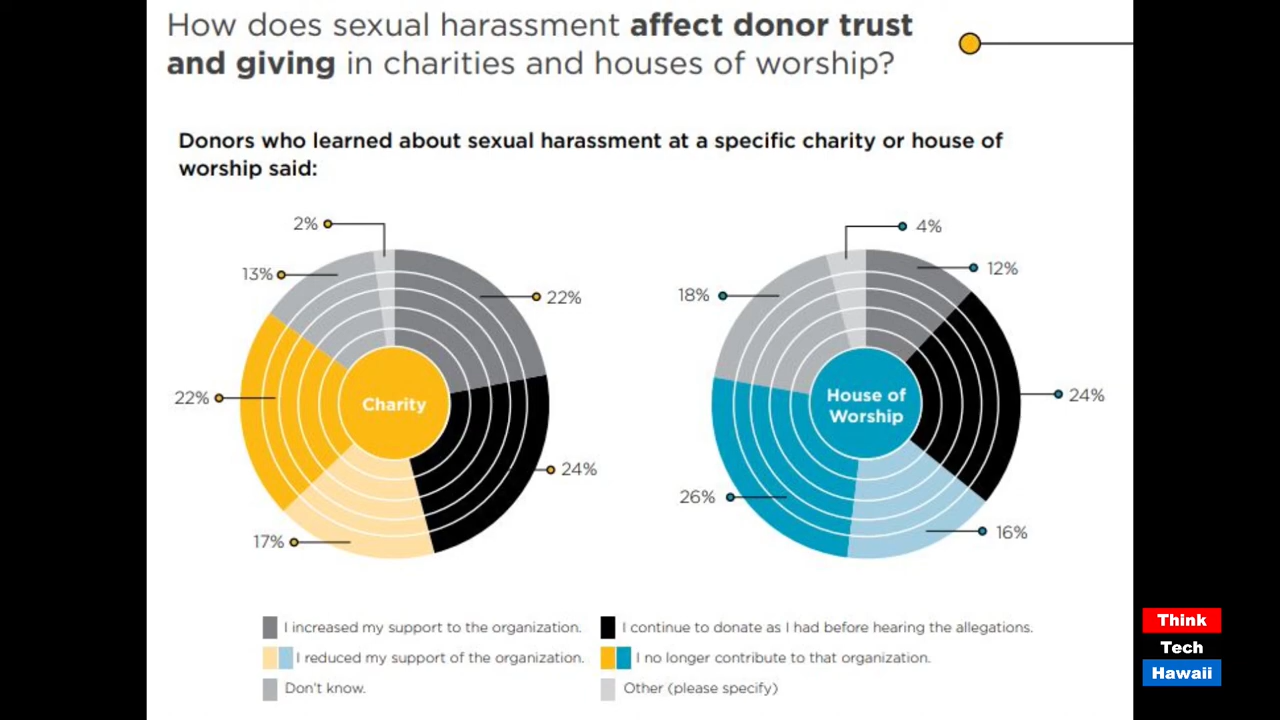 How does sexual harassment affect donor trust
and giving in charities and houses of worship?
Donors who learned about sexual harassment at a specific charity or house of
worship said:
2%
13%
22%
22%
Charity
24%
17%
4%
12%
18%
House of
Worship
24%
26%
16%
I increased my support to the organization.
I continue to donate as I had before hearing the allegations.
I reduced my support of the organization.
I no longer contribute to that organization.
Don't know.
Other (please specify)
Think
Tech
Hawaii